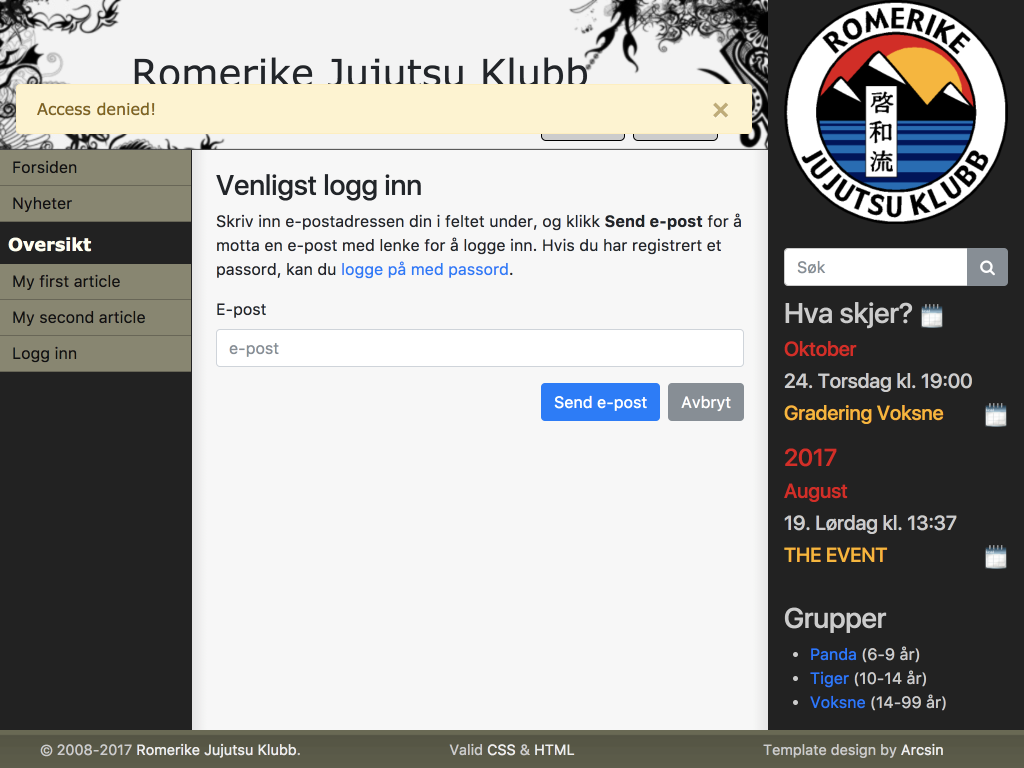 Romerike Jujutsu Klubb
Access denied!
×
Forsiden
Nyheter
Oversikt
My first article
My second article
Logg inn
Venligst logg inn
Skriv inn e-postadressen din i feltet under, og klikk Send e-post for å
motta en e-post med lenke for å logge inn. Hvis du har registrert et
passord, kan du logge på med passord.
E-post
e-post
Send e-post
Avbryt
ROMERIKE
啓
和
流
JUJUTSU KLUBB
Søk
Hva skjer?
Oktober
24. Torsdag kl. 19:00
Gradering Voksne
2017
August
19. Lørdag kl. 13:37
THE EVENT
Grupper
• Panda (6-9 år)
• Tiger (10-14 år)
• Voksne (14-99 år)
© 2008-2017 Romerike Jujutsu Klubb.
Valid CSS & HTML
Template design by Arcsin